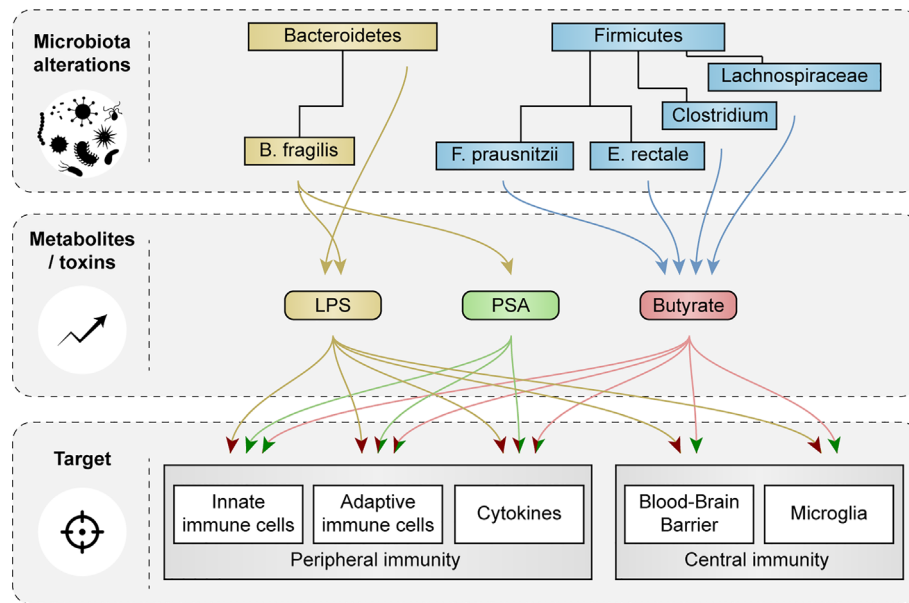 Microbiota
alterations
Bacteroidetes
Firmicutes
Lachnospiraceae
Clostridium
B. fragilis
F. prausnitzii
E. rectale
Metabolites
/ toxins
LPS
PSA
Butyrate
Target
Innate
immune cells
Adaptive
immune cells
Cytokines
Peripheral immunity
Blood-Brain
Barrier
Microglia
Central immunity